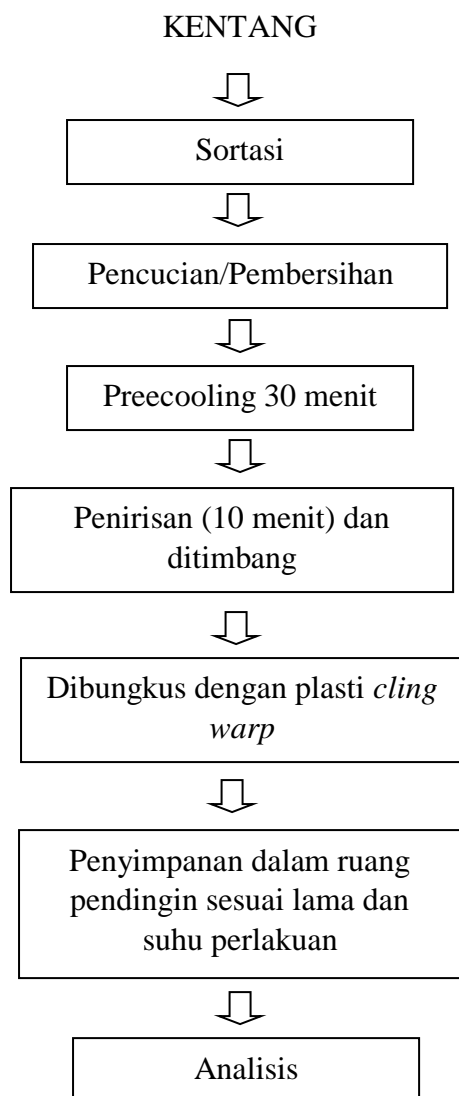 KENTANG
Sortasi
Pencucian/Pembersihan
Preecooling 30 menit
Penirisan (10 menit) dan
ditimbang
Dibungkus dengan plasti cling
warp
Penyimpanan dalam ruang
pendingin sesuai lama dan
suhu perlakuan
Analisis